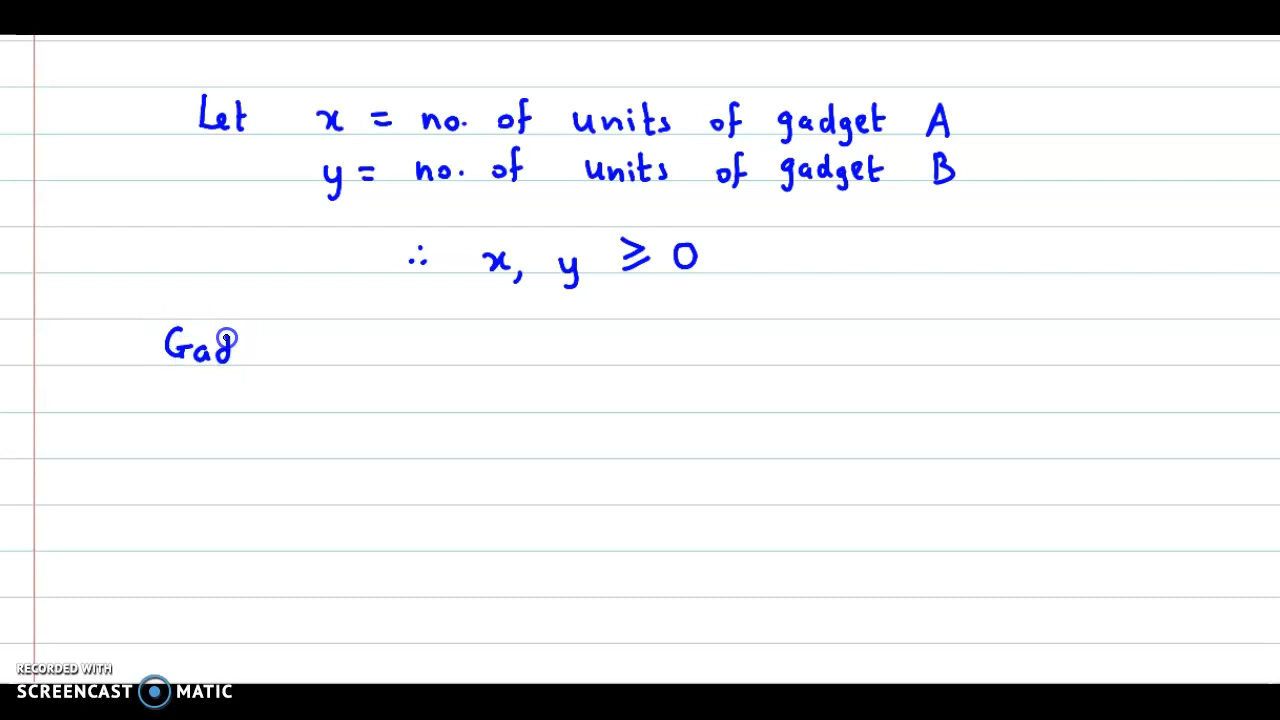 Let x = no. of units of gadget A
y = no. of units of gadget B
∴ x, y ≥ 0
Gad
RECORDED WITH
SCREENCAST MATIC